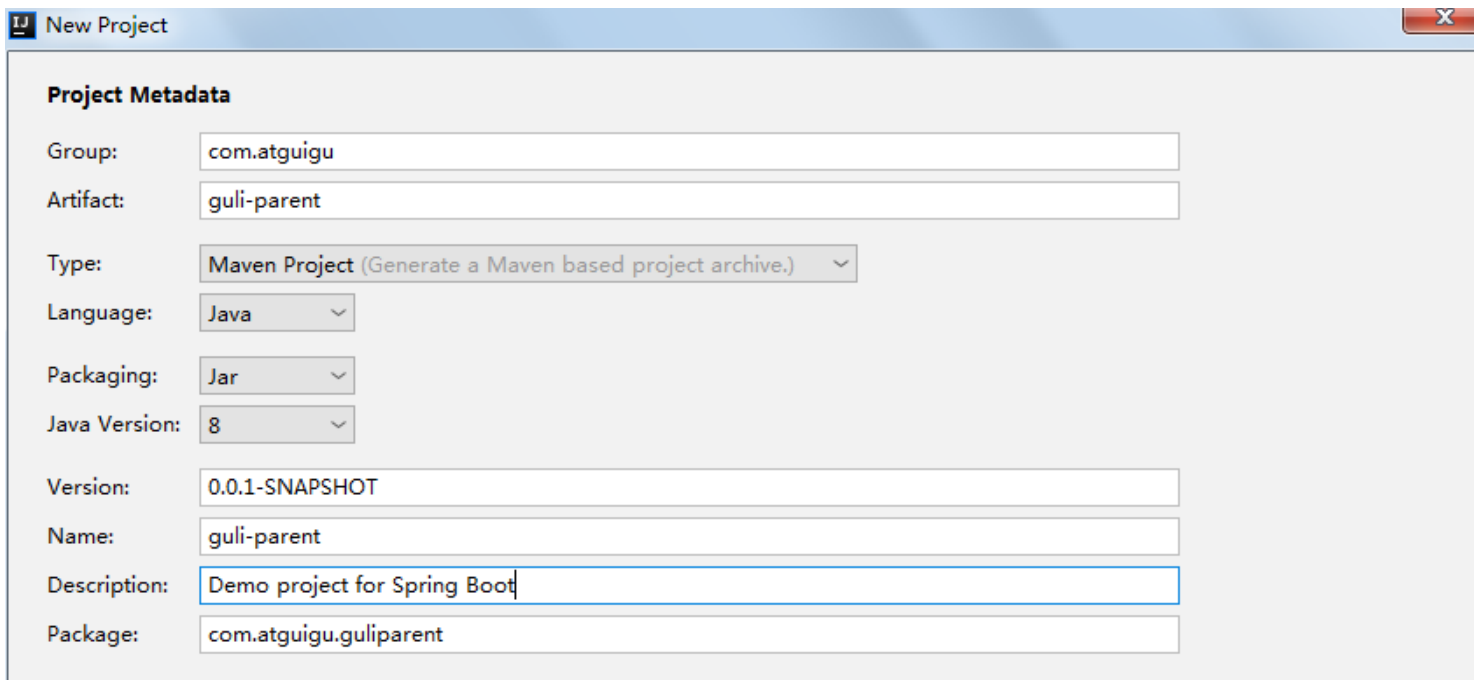 New Project
Project Metadata
Group: com.atguigu
Artifact: guli-parent
Type: Maven Project (Generate a Maven based project archive.)
Language: Java
Packaging: Jar
Java Version: 8
Version: 0.0.1-SNAPSHOT
Name: guli-parent
Description: Demo project for Spring Boot
Package: com.atguigu.guliparent